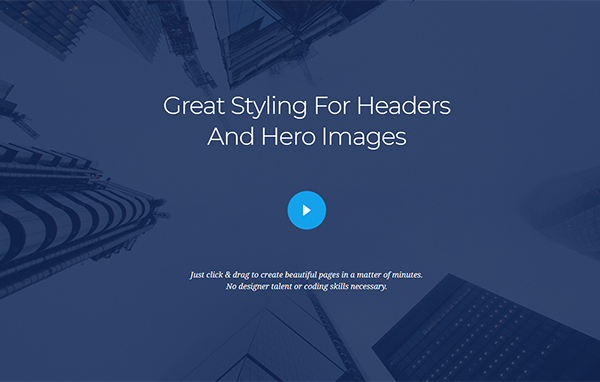 Great Styling For Headers
And Hero Images
Just click & drag to create beautiful pages in a matter of minutes.
No designer talent or coding skills necessary.